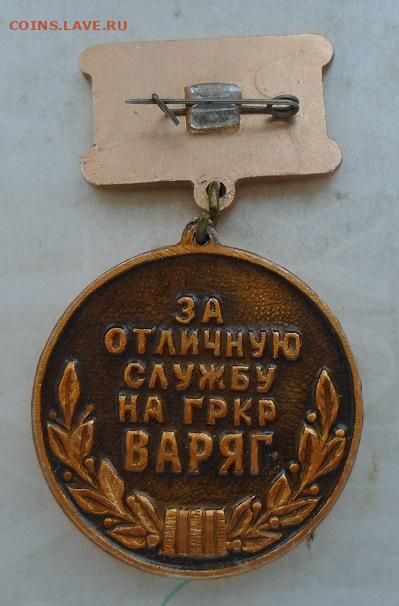 COINS.LAVE.RU
ЗА
ОТЛИЧНУЮ
СЛУЖБУ
НА ГРКР
ВАРЯГ